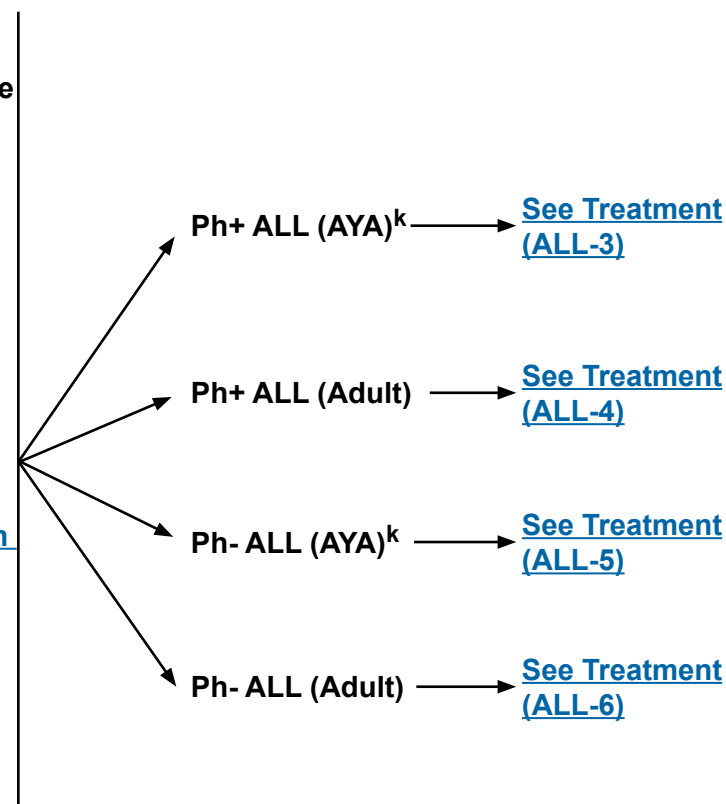 e
Ph+ ALL (AYA)k
See Treatment
(ALL-3)
Ph+ ALL (Adult)
See Treatment
(ALL-4)
n
Ph- ALL (AYA)k
See Treatment
(ALL-5)
Ph- ALL (Adult)
See Treatment
(ALL-6)